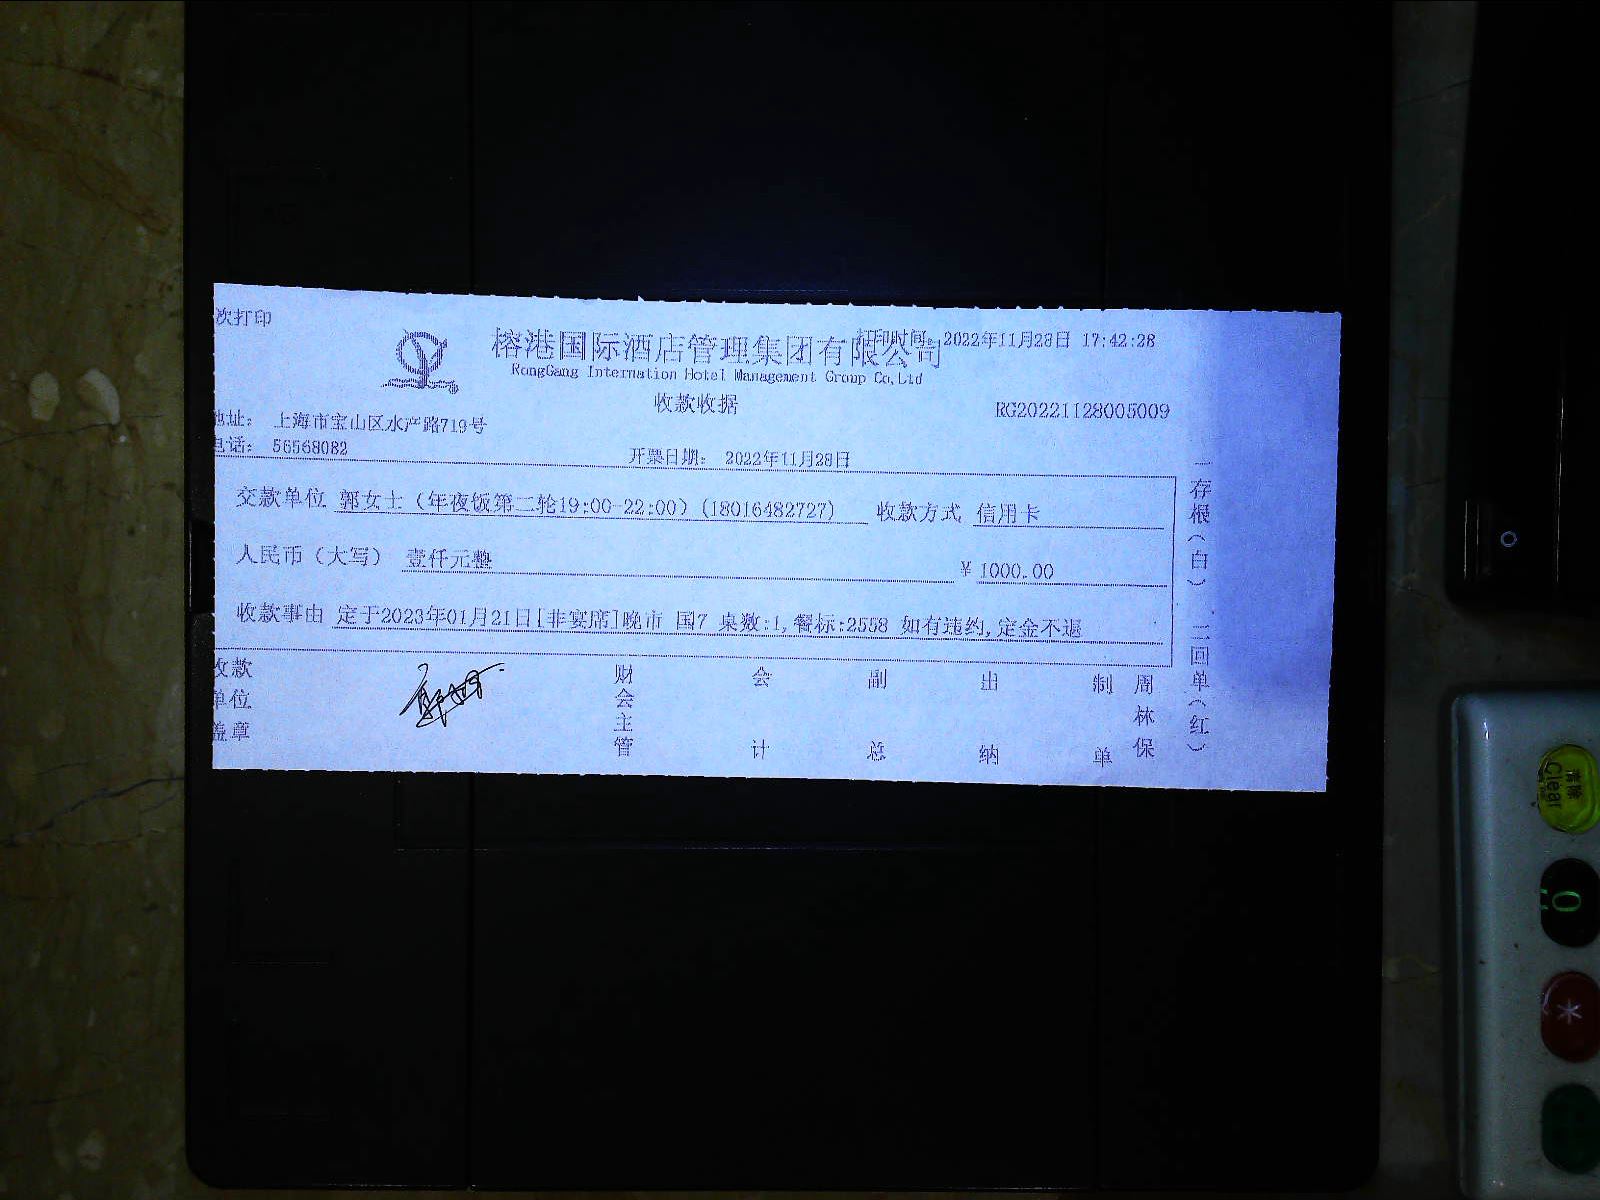 次打印
榕港国际酒店管理集团有限公司
打印时间: 2022年11月28日 17:42:28
RongGang Internation Hotel Management Group Co,Ltd
收款收据
RG20221128005009
地址: 上海市宝山区水产路719号
电话: 56568082
开票日期: 2022年11月28日
交款单位 郭女士(年夜饭第二轮19:00-22:00)(18016482727) 收款方式 信用卡
人民币(大写) 壹仟元整 ¥ 1000.00
收款事由 定于2023年01月21日[非宴席]晚市 国7 桌数:1,餐标:2558 如有违约,定金不退
收款单位盖章
财会主管
会计
副总
出纳
制单
周林保
一存根(白) 二回单(红)
清除
Clear
0
*